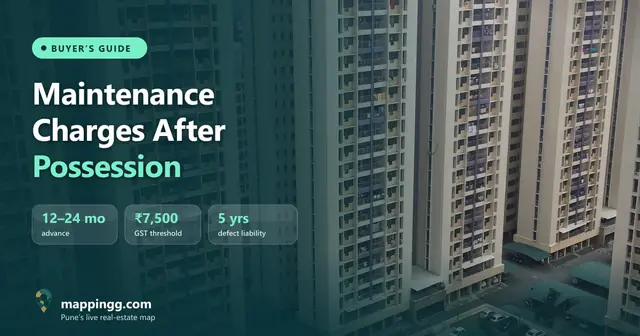 BUYER'S GUIDE
Maintenance
Charges After
Possession
12–24 mo
advance
₹7,500
GST threshold
5 yrs
defect liability
mappingg.com
Pune's live real-estate map